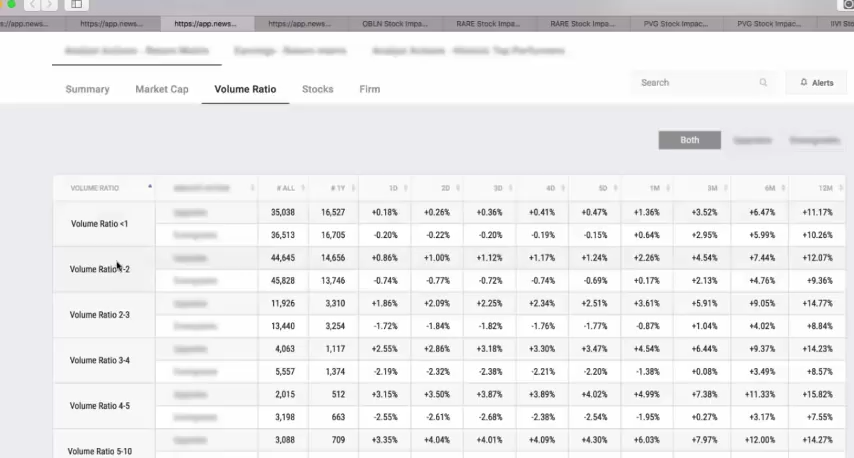 s://app.news... https://app.news... https://app.news... https://app.news... QBLN Stock Impa... RARE Stock Impa... RARE Stock Impa... PVG Stock Impac... PVG Stock Impac... IIVI Sto
Summary Market Cap Volume Ratio Stocks Firm Search Alerts
Both
VOLUME RATIO # ALL # 1Y 1D 2D 3D 4D 5D 1M 3M 6M 12M
Volume Ratio <1
35,038 16,527 +0.18% +0.26% +0.36% +0.41% +0.47% +1.36% +3.52% +6.47% +11.17%
36,513 16,705 -0.20% -0.22% -0.20% -0.19% -0.15% +0.64% +2.95% +5.99% +10.26%
Volume Ratio 1-2
44,645 14,656 +0.86% +1.00% +1.12% +1.17% +1.24% +2.26% +4.54% +7.44% +12.07%
45,828 13,746 -0.74% -0.77% -0.72% -0.74% -0.69% +0.17% +2.13% +4.76% +9.36%
Volume Ratio 2-3
11,926 3,310 +1.86% +2.09% +2.25% +2.34% +2.51% +3.61% +5.91% +9.05% +14.77%
13,440 3,254 -1.72% -1.84% -1.82% -1.76% -1.77% -0.87% +1.04% +4.02% +8.84%
Volume Ratio 3-4
4,063 1,117 +2.55% +2.86% +3.18% +3.30% +3.47% +4.54% +6.44% +9.37% +14.23%
5,557 1,374 -2.19% -2.32% -2.38% -2.21% -2.20% -1.38% +0.08% +3.49% +8.57%
Volume Ratio 4-5
2,015 512 +3.15% +3.50% +3.87% +3.89% +4.02% +4.99% +7.38% +11.33% +15.82%
3,198 663 -2.55% -2.61% -2.68% -2.38% -2.54% -1.95% +0.27% +3.17% +7.55%
Volume Ratio 5-10
3,088 709 +3.35% +4.04% +4.01% +4.09% +4.30% +6.03% +7.97% +12.00% +14.27%